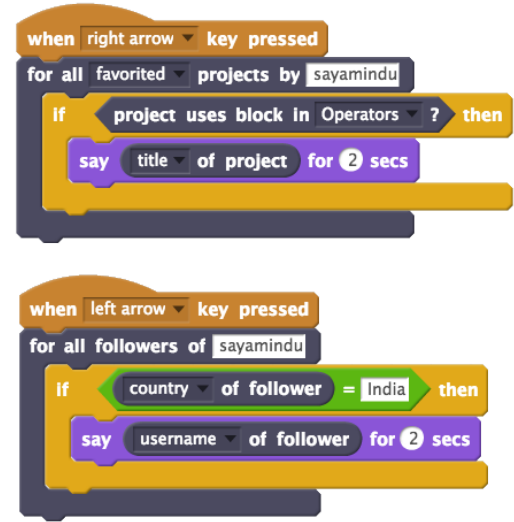 when right arrow key pressed
for all favorited projects by sayamindu
if project uses block in Operators ? then
say title of project for 2 secs
when left arrow key pressed
for all followers of sayamindu
if country of follower = India then
say username of follower for 2 secs